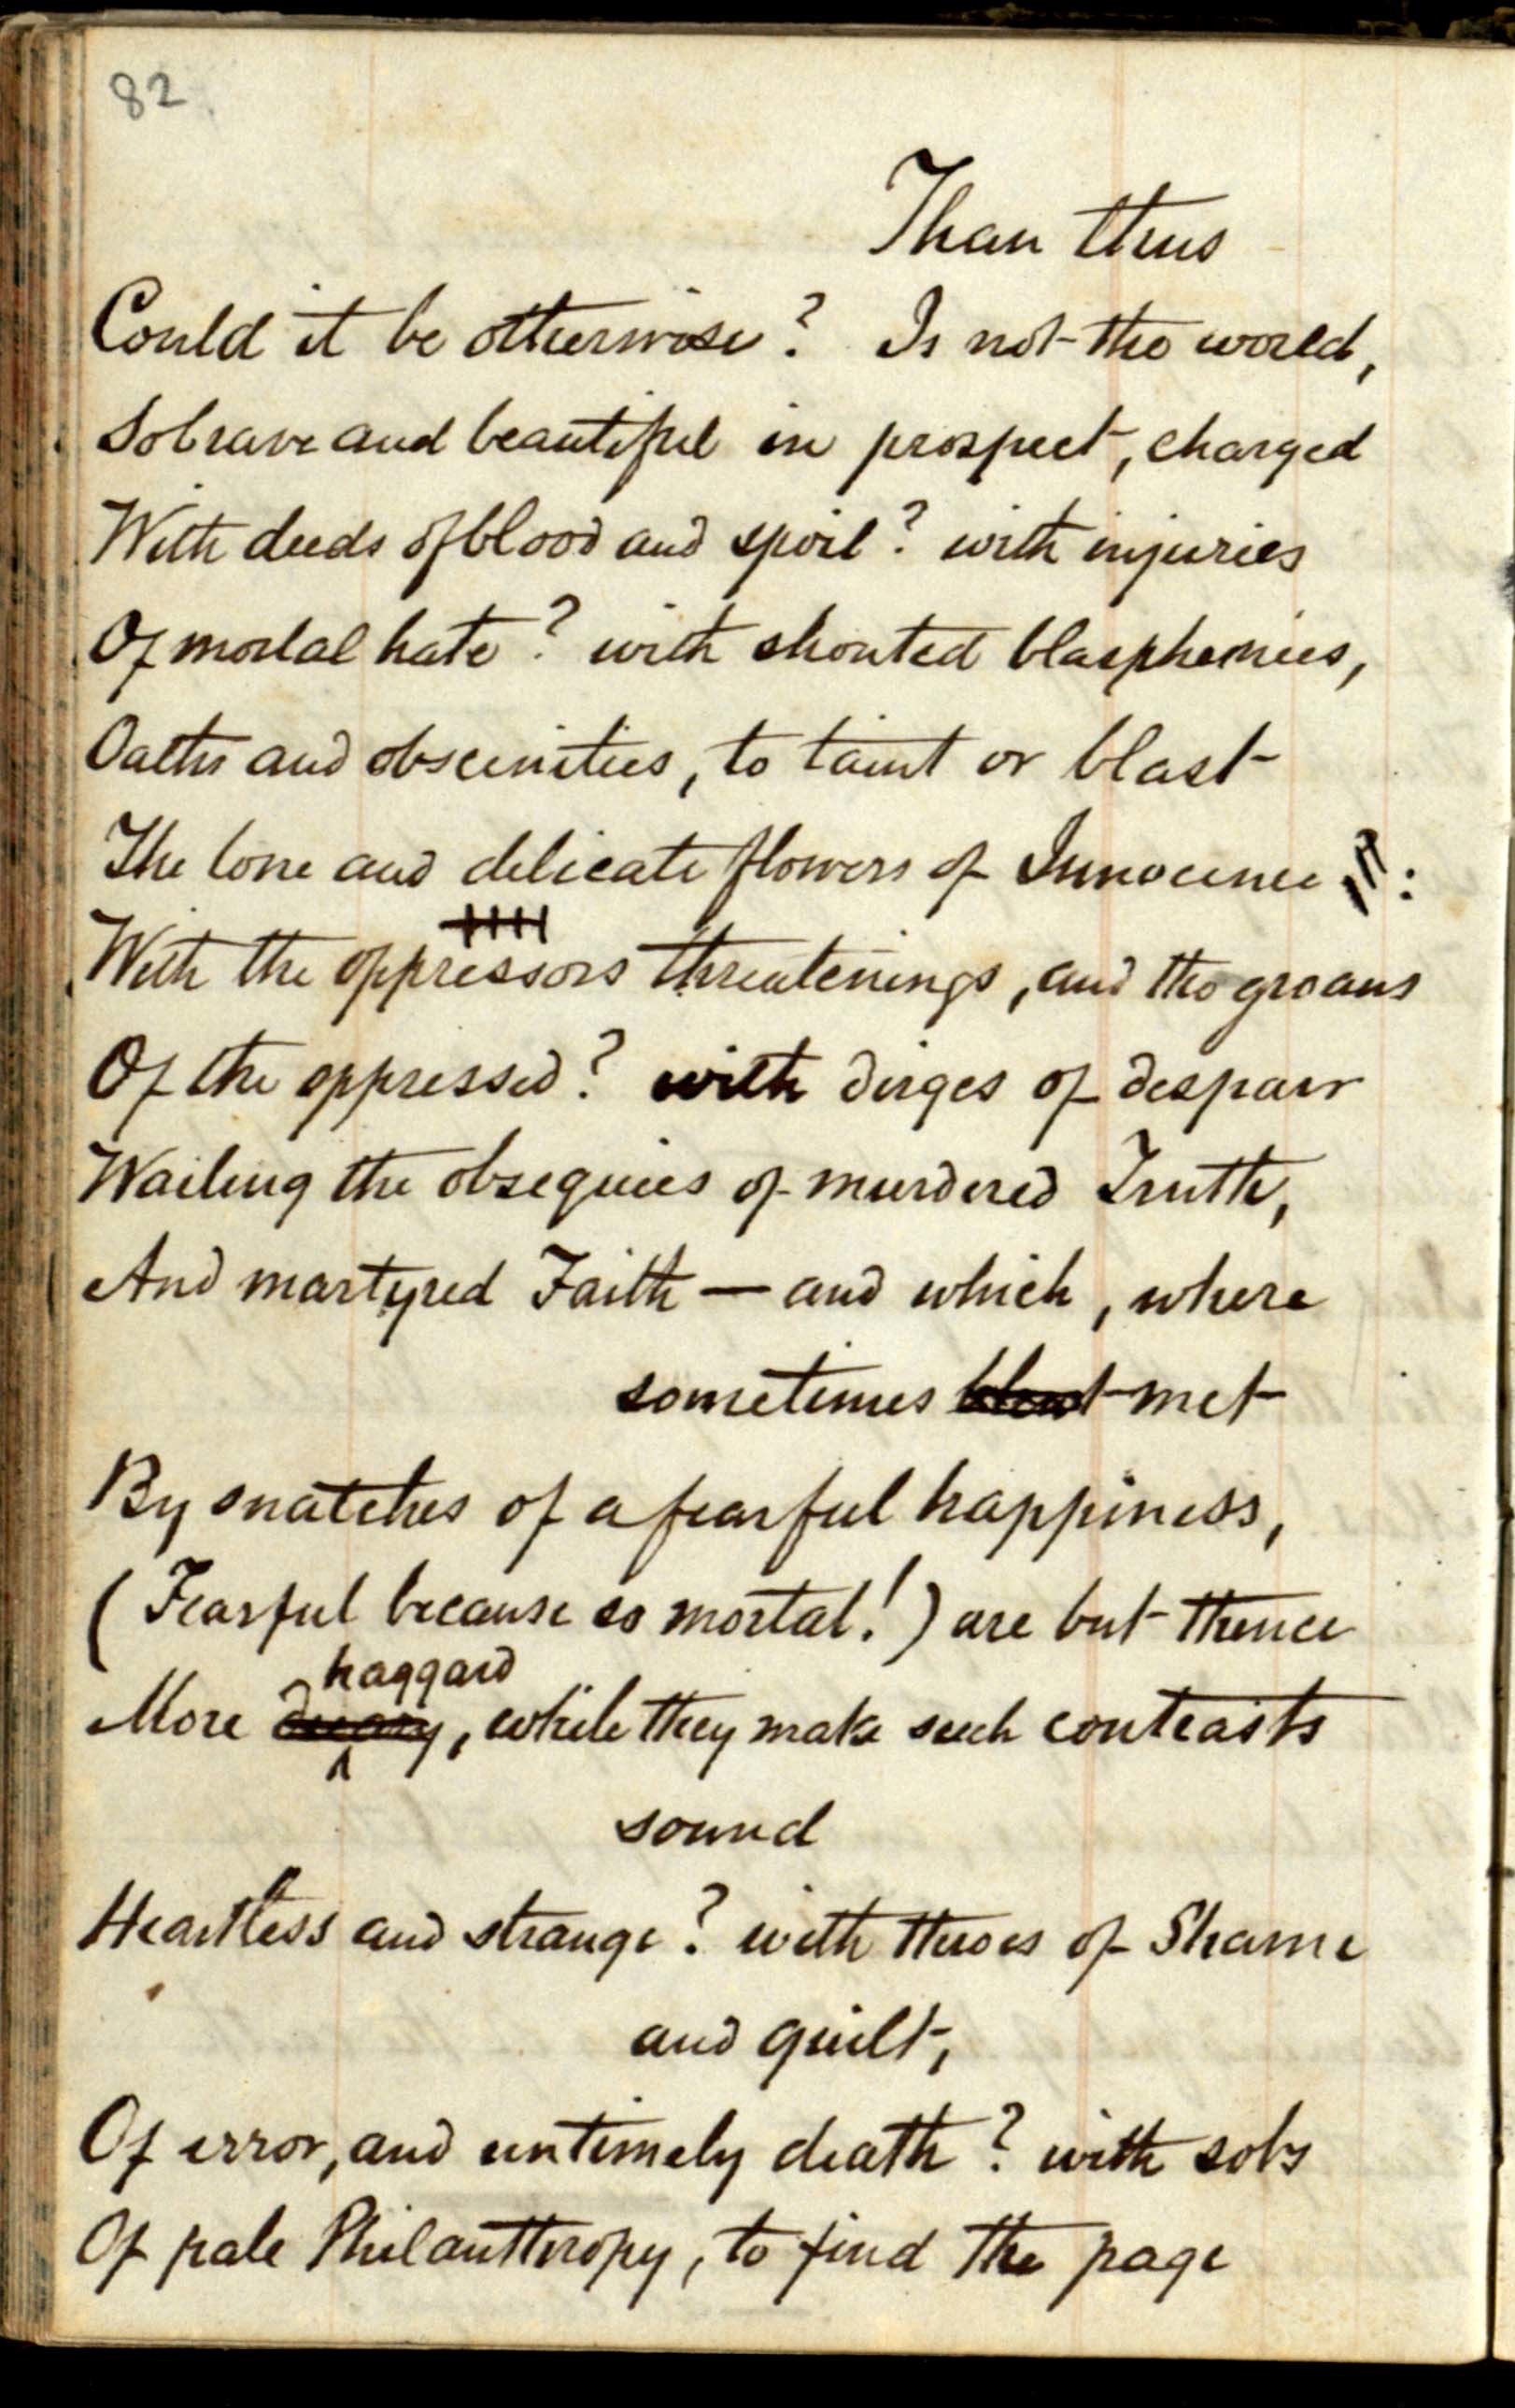 82
Than thus
Could it be otherwise? Is not the world,
So brave and beautiful in prospect, charged
With deeds of blood and spoil? with injuries
Of mortal hate? with shouted blasphemies,
Oaths and obscenities, to taint or blast
The lone and delicate flowers of Innocence :
With the oppressors threatenings, and the groans
Of the oppressed? with dirges of despair
Wailing the obsequies of murdered Truth,
And martyred Faith — and which, where
sometimes met
By snatches of a fearful happiness,
(Fearful because so mortal!) are but thence
haggard
More dreary, while they make such contrasts
sound
Heartless and strange? with throes of Shame
and guilt,
Of error, and untimely death? with sobs
Of pale Philanthropy, to find the page